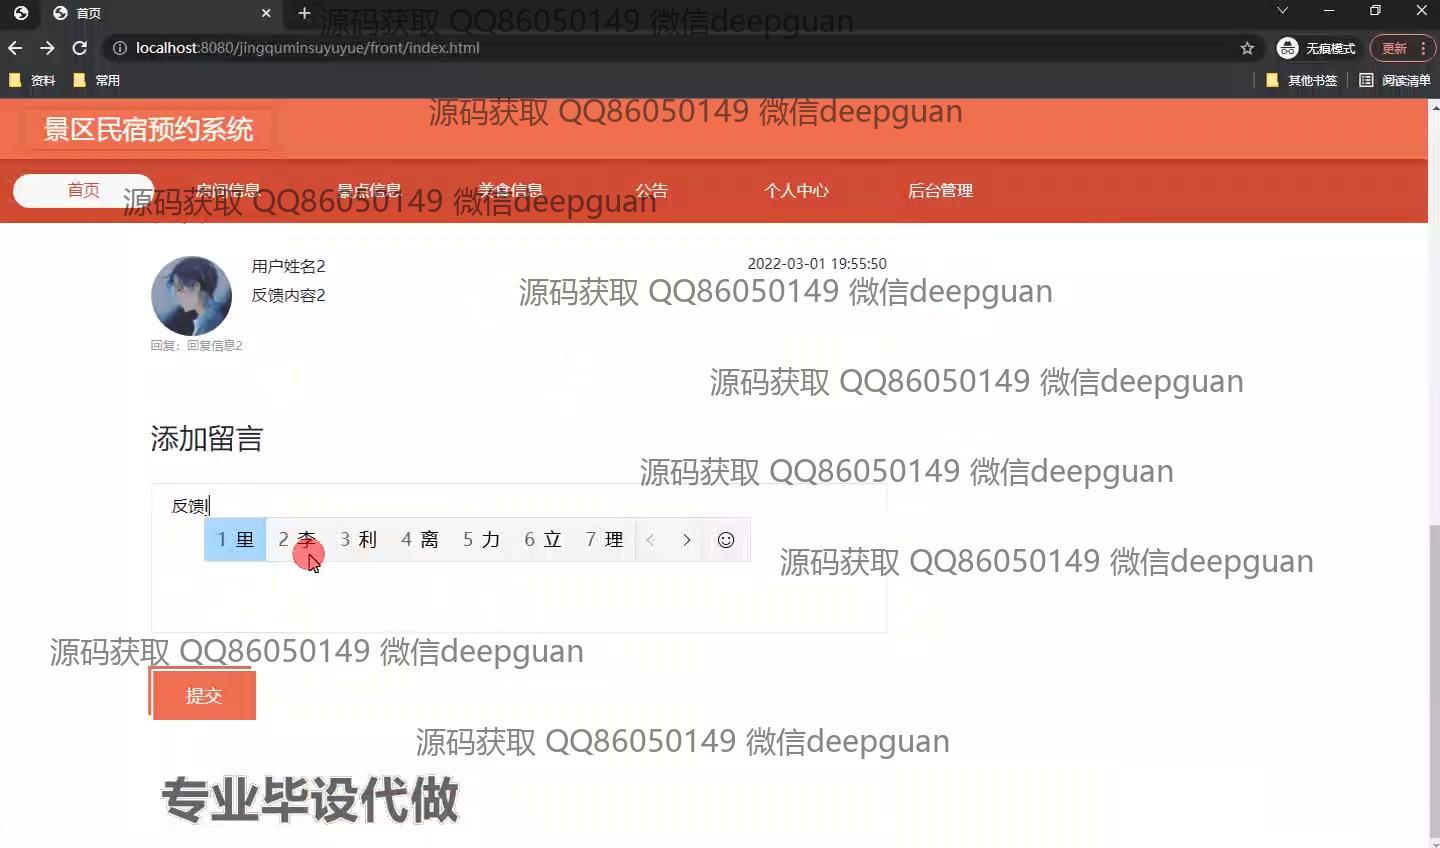 首页
源码获取 QQ86050149 微信deepguan
localhost:8080/jingquminsuyuyue/front/index.html
无痕模式
更新
资料
常用
其他书签
阅读清单
源码获取 QQ86050149 微信deepguan
景区民宿预约系统
首页
房间信息
景点信息
美食信息
公告
个人中心
后台管理
源码获取 QQ86050149 微信deepguan
用户姓名2
2022-03-01 19:55:50
反馈内容2
源码获取 QQ86050149 微信deepguan
回复：回复信息2
源码获取 QQ86050149 微信deepguan
添加留言
源码获取 QQ86050149 微信deepguan
反馈l
1 里 2 李 3 利 4 离 5 力 6 立 7 理
源码获取 QQ86050149 微信deepguan
源码获取 QQ86050149 微信deepguan
提交
源码获取 QQ86050149 微信deepguan
专业毕设代做